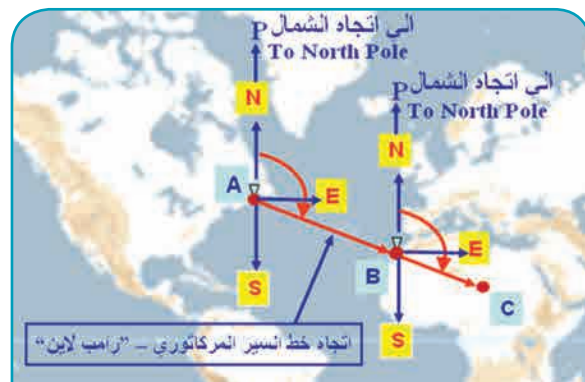 P الى اتجاه الشمال
To North Pole
N
A
E
S
P الى اتجاه الشمال
To North Pole
N
E
B
C
S
اتجاه خط السير المركاتوري – "رامب لاين"